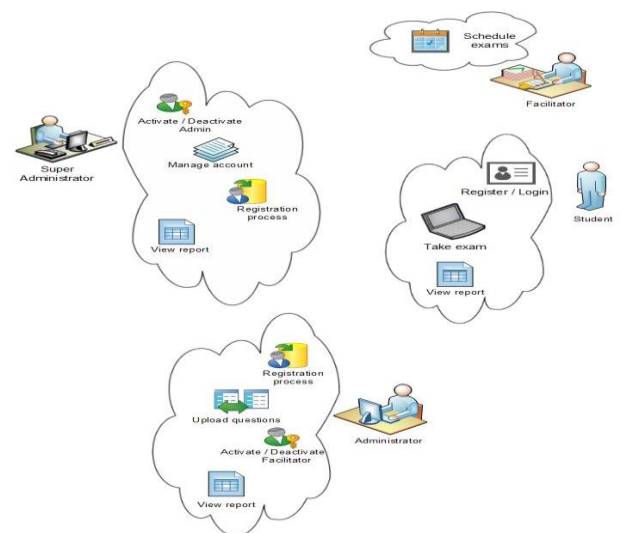 Schedule
exams
Facilitator
Activate / Deactivate
Admin
Manage account
Super
Administrator
Registration
process
View report
Register / Login
Student
Take exam
View report
Registration
process
Upload questions
Administrator
Activate / Deactivate
Facilitator
View report